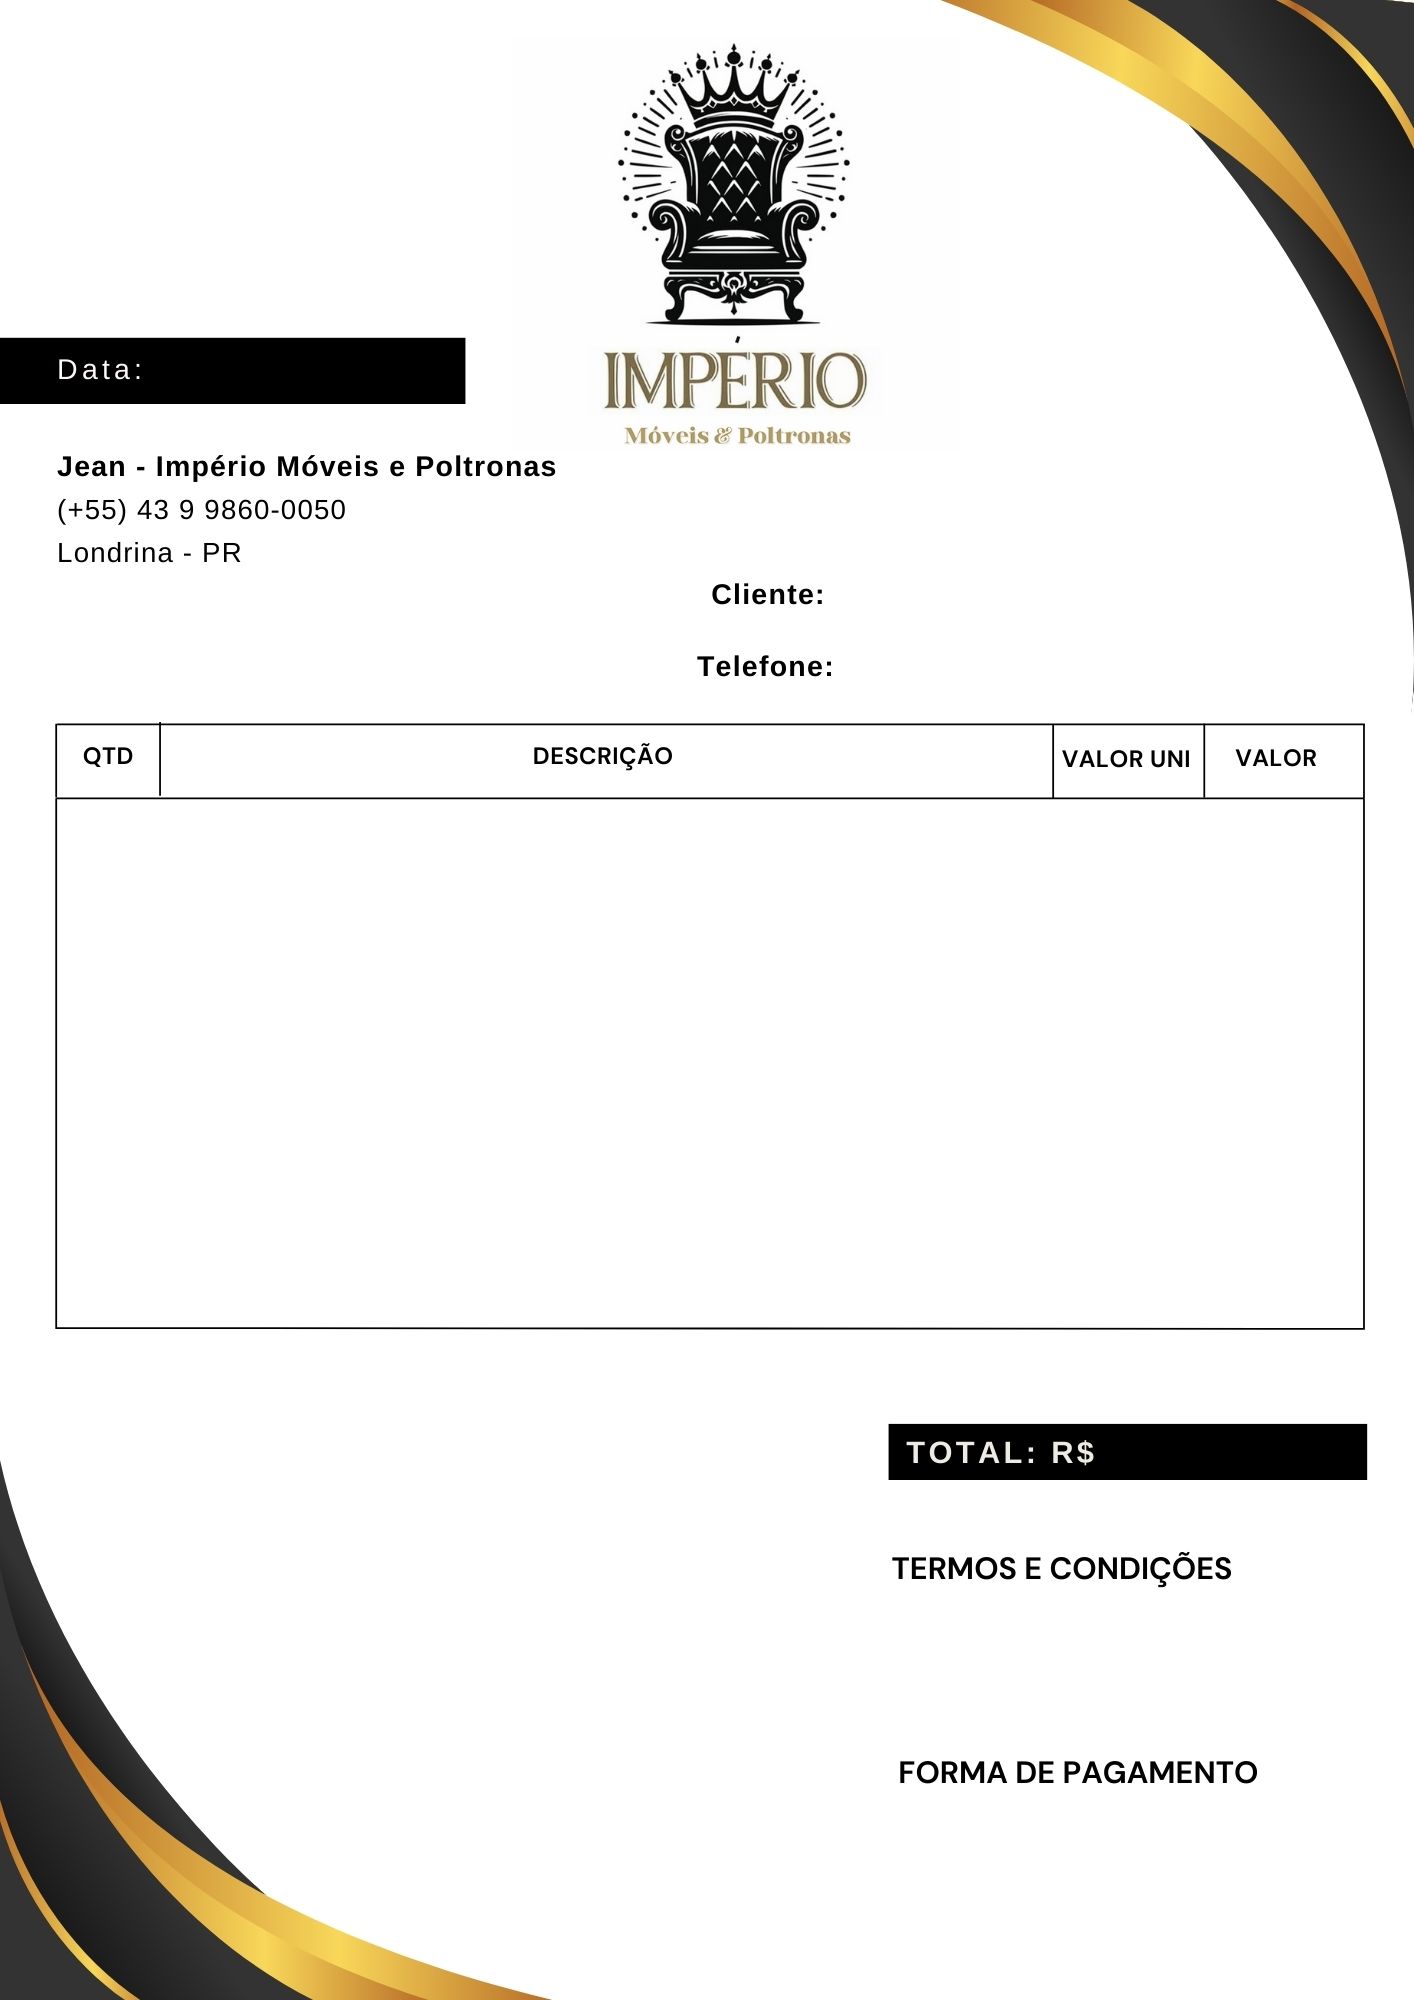 IMPÉRIO
Móveis & Poltronas
Data:
Jean - Império Móveis e Poltronas
(+55) 43 9 9860-0050
Londrina - PR
Cliente:
Telefone:
QTD DESCRIÇÃO VALOR UNI VALOR
TOTAL: R$
TERMOS E CONDIÇÕES
FORMA DE PAGAMENTO